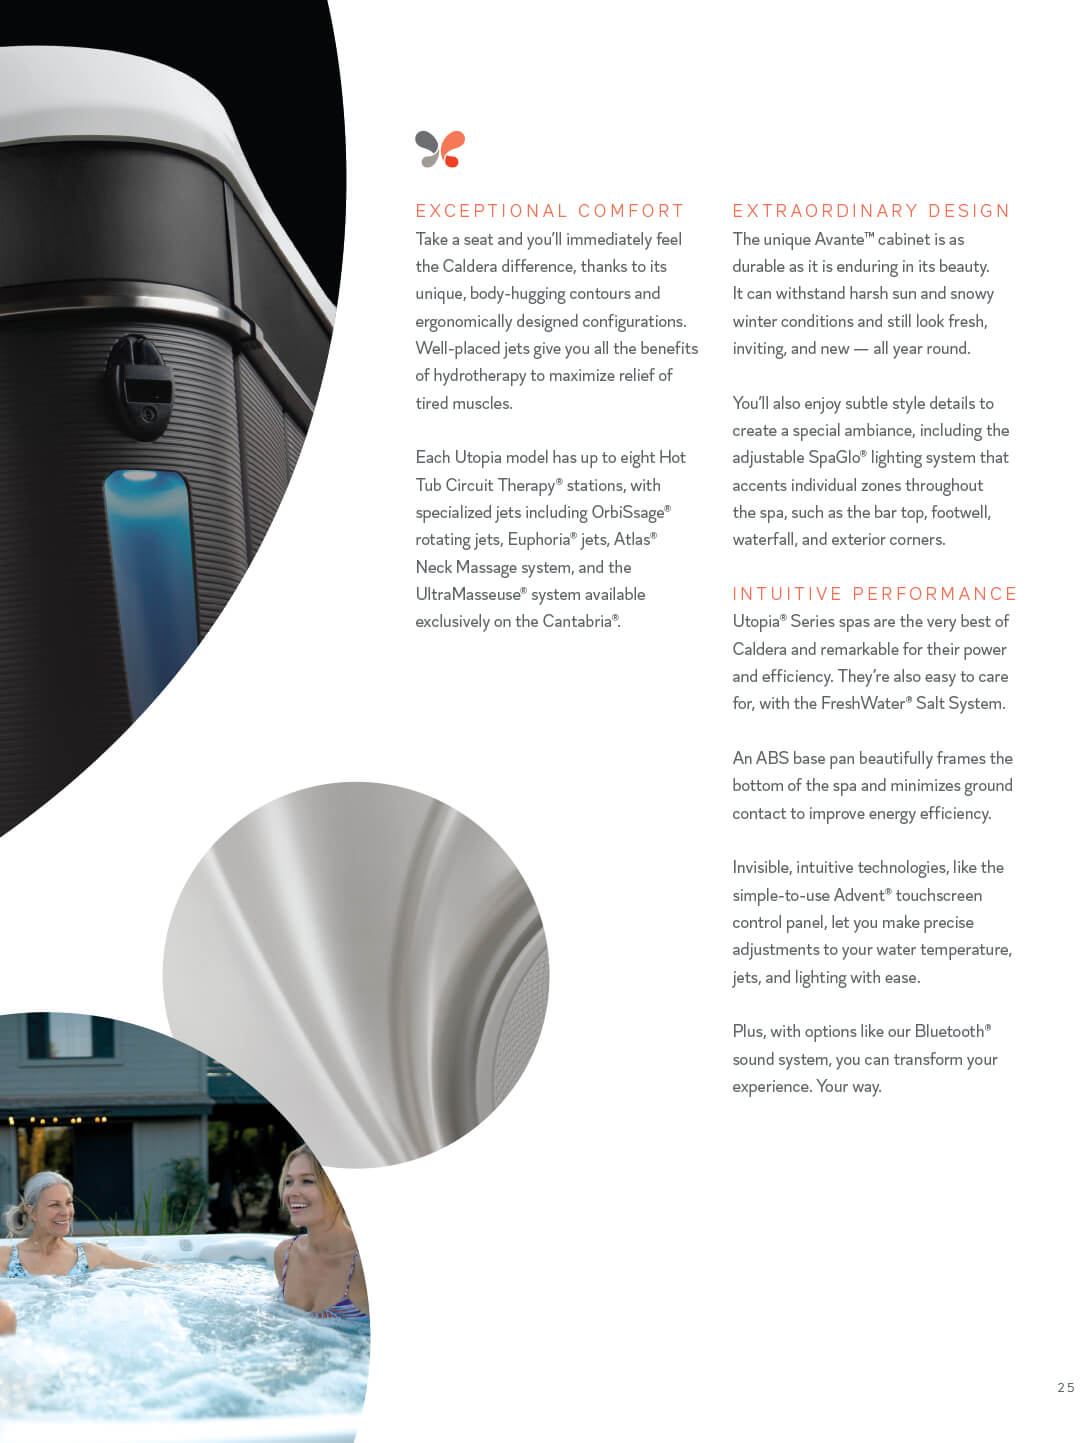 EXCEPTIONAL COMFORT
Take a seat and you’ll immediately feel
the Caldera difference, thanks to its
unique, body-hugging contours and
ergonomically designed configurations.
Well-placed jets give you all the benefits
of hydrotherapy to maximize relief of
tired muscles.
Each Utopia model has up to eight Hot
Tub Circuit Therapy® stations, with
specialized jets including OrbiSsage®
rotating jets, Euphoria® jets, Atlas®
Neck Massage system, and the
UltraMasseuse® system available
exclusively on the Cantabria®.
EXTRAORDINARY DESIGN
The unique Avante™ cabinet is as
durable as it is enduring in its beauty.
It can withstand harsh sun and snowy
winter conditions and still look fresh,
inviting, and new — all year round.
You’ll also enjoy subtle style details to
create a special ambiance, including the
adjustable SpaGlo® lighting system that
accents individual zones throughout
the spa, such as the bar top, footwell,
waterfall, and exterior corners.
INTUITIVE PERFORMANCE
Utopia® Series spas are the very best of
Caldera and remarkable for their power
and efficiency. They’re also easy to care
for, with the FreshWater® Salt System.
An ABS base pan beautifully frames the
bottom of the spa and minimizes ground
contact to improve energy efficiency.
Invisible, intuitive technologies, like the
simple-to-use Advent® touchscreen
control panel, let you make precise
adjustments to your water temperature,
jets, and lighting with ease.
Plus, with options like our Bluetooth®
sound system, you can transform your
experience. Your way.
25